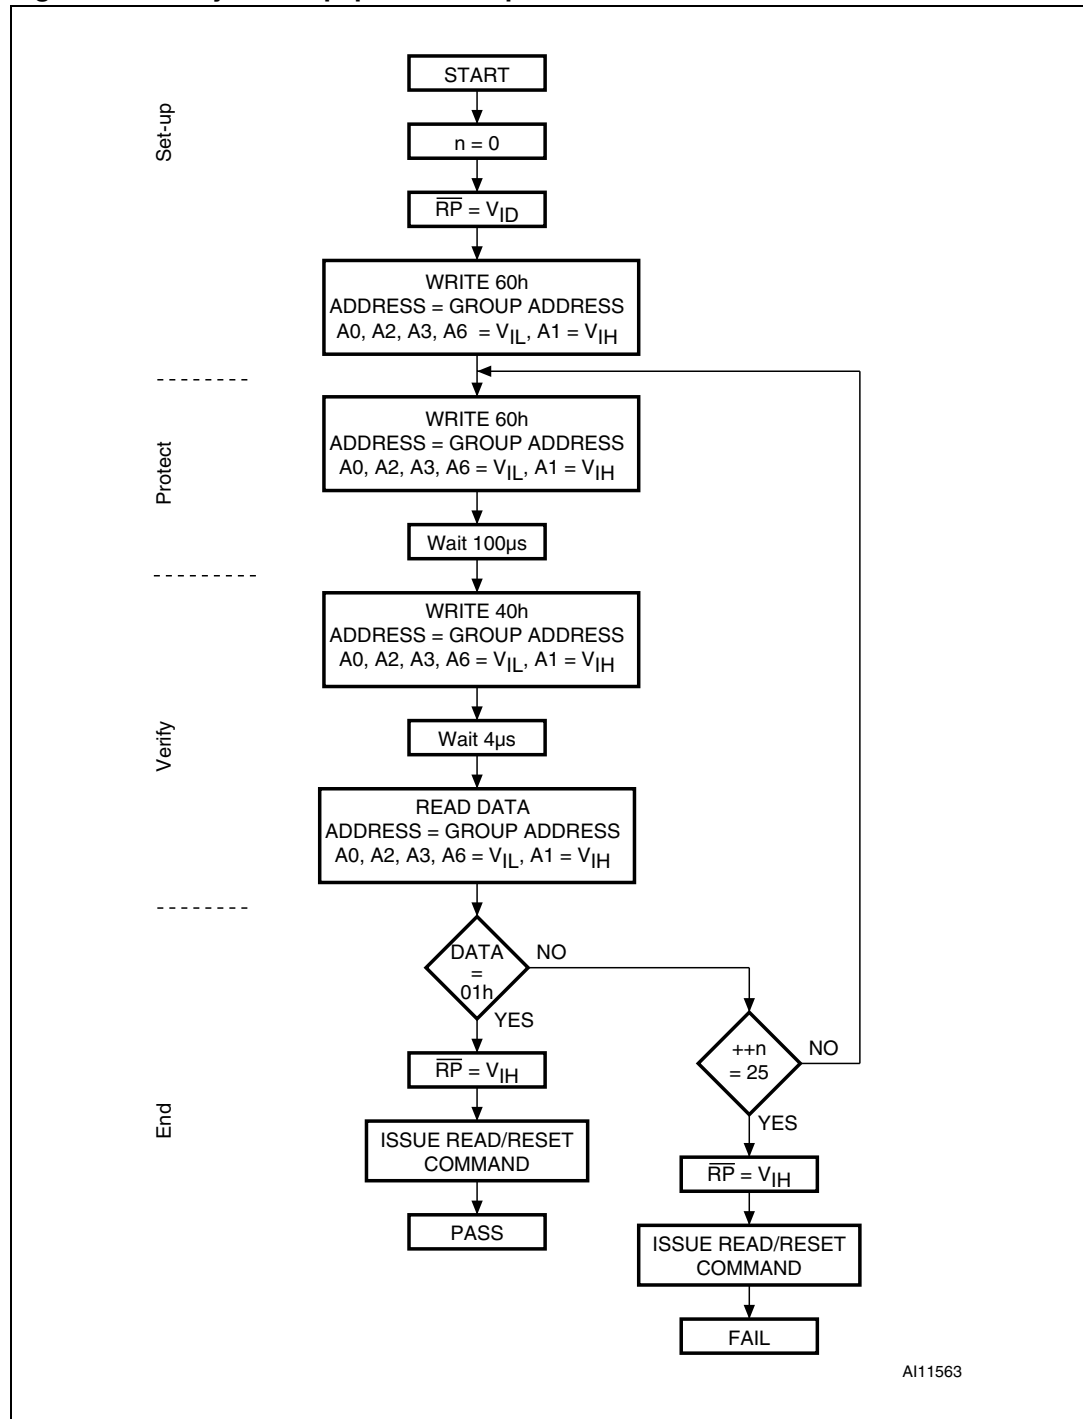 START
Set-up
n = 0
RP = VID
WRITE 60h
ADDRESS = GROUP ADDRESS
A0, A2, A3, A6 = VIL, A1 = VIH
Protect
WRITE 60h
ADDRESS = GROUP ADDRESS
A0, A2, A3, A6 = VIL, A1 = VIH
Wait 100µs
Verify
WRITE 40h
ADDRESS = GROUP ADDRESS
A0, A2, A3, A6 = VIL, A1 = VIH
Wait 4µs
READ DATA
ADDRESS = GROUP ADDRESS
A0, A2, A3, A6 = VIL, A1 = VIH
End
DATA
=
01h
NO
YES
++n
= 25
NO
YES
RP = VIH
ISSUE READ/RESET
COMMAND
PASS
RP = VIH
ISSUE READ/RESET
COMMAND
FAIL
AI11563